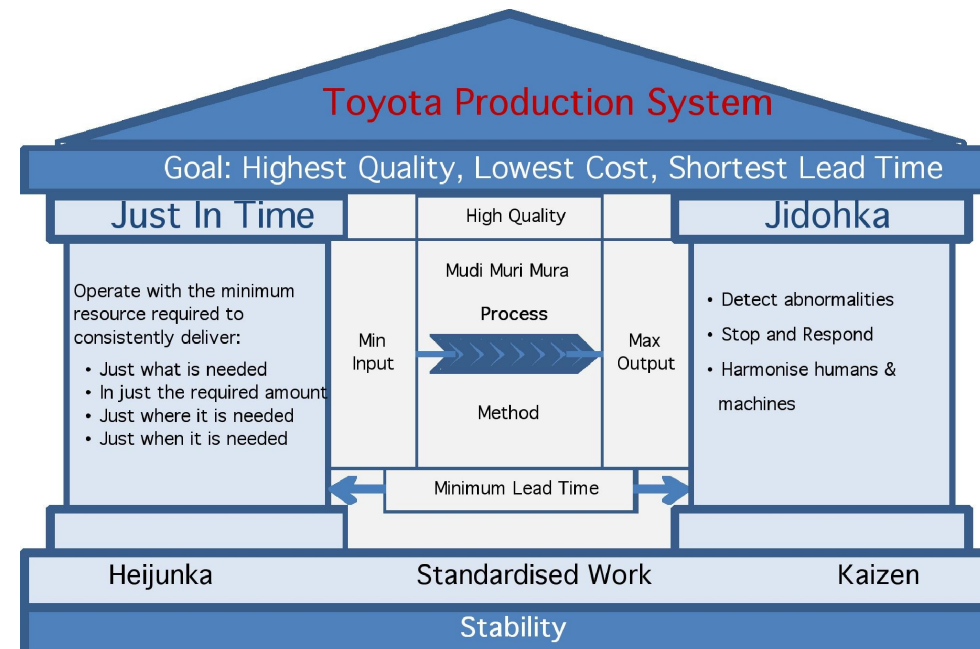 Toyota Production System
Goal: Highest Quality, Lowest Cost, Shortest Lead Time
Just In Time
High Quality
Jidohka
Operate with the minimum
resource required to
consistently deliver:
• Just what is needed
• In just the required amount
• Just where it is needed
• Just when it is needed
Min
Input
Mudi Muri Mura
Process
Method
Max
Output
• Detect abnormalities
• Stop and Respond
• Harmonise humans &
machines
Minimum Lead Time
Heijunka
Standardised Work
Kaizen
Stability